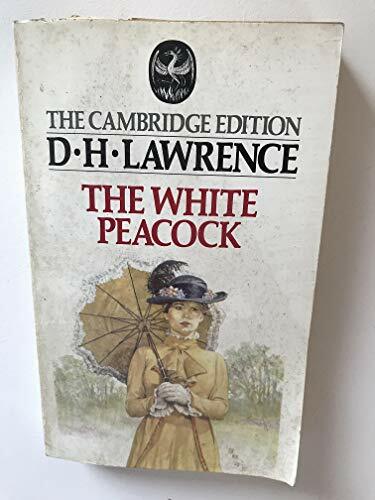 THE CAMBRIDGE EDITION
D·H·LAWRENCE
THE WHITE
PEACOCK